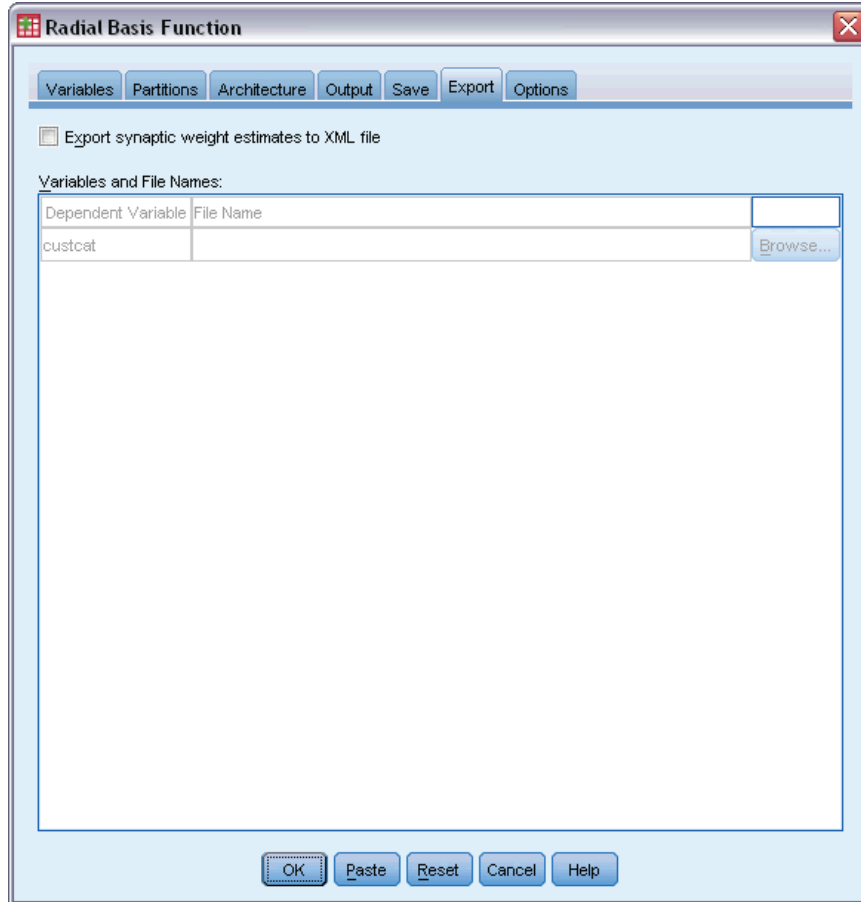 Radial Basis Function
Variables Partitions Architecture Output Save Export Options
Export synaptic weight estimates to XML file
Variables and File Names:
Dependent Variable File Name
custcat Browse...
OK Paste Reset Cancel Help